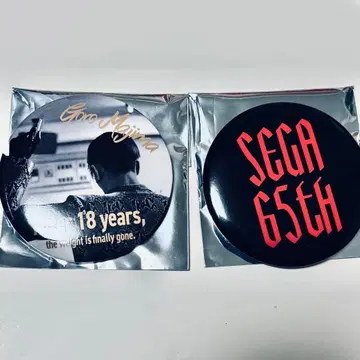 Goro Majima
18 years,
the weight is finally gone.
SEGA
65th